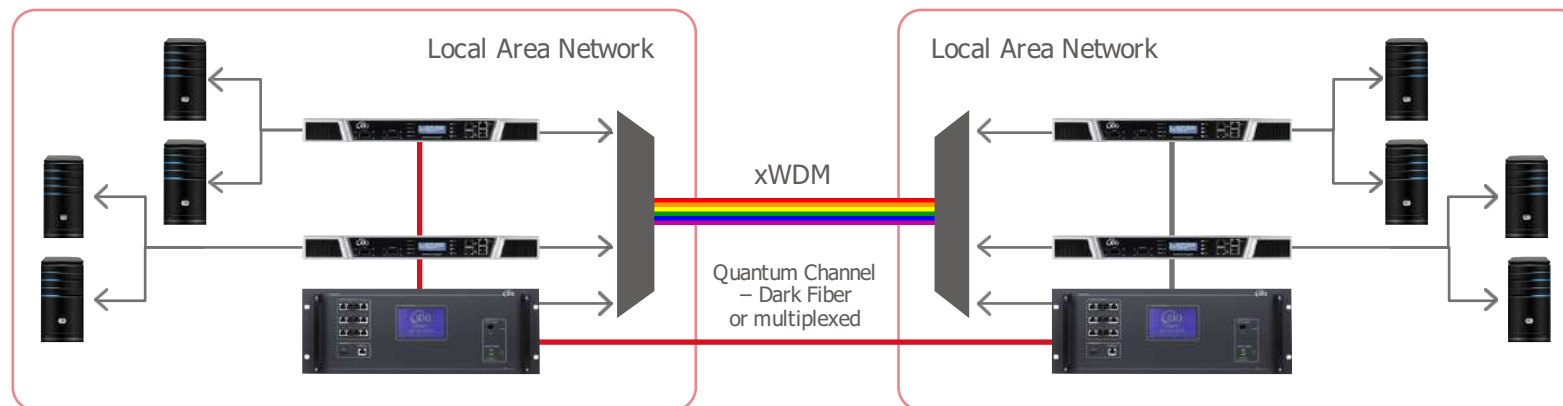 Local Area Network
Local Area Network
xWDM
Quantum Channel
– Dark Fiber
or multiplexed